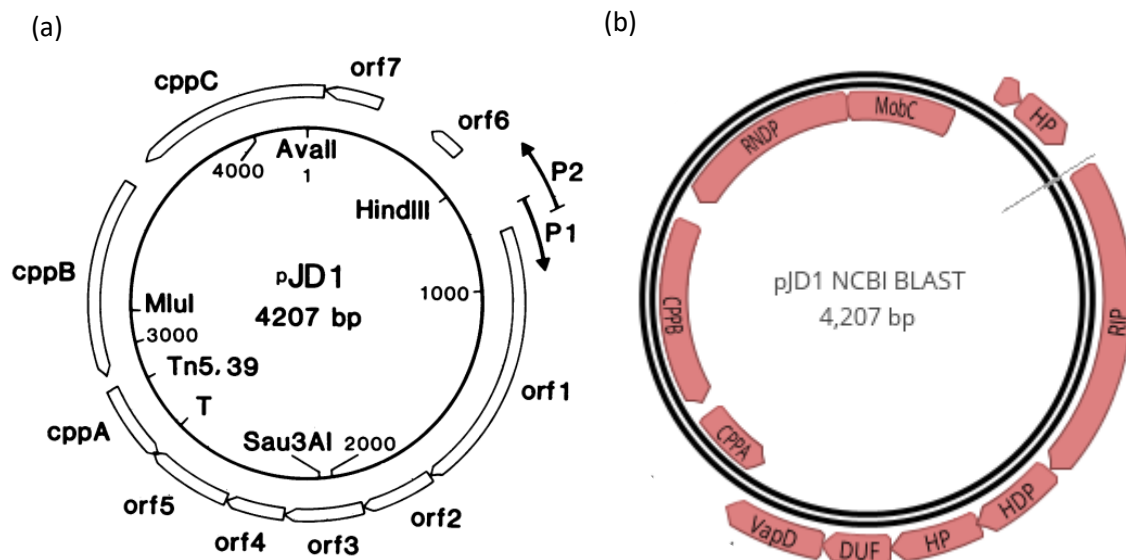 (a)
cppC
orf7
orf6
4000
AvaII
1
P2
HindIII
P1
cppB
pJD1
4207 bp
1000
MluI
3000
Tn5.39
T
orf1
cppA
Sau3AI
2000
orf5
orf4
orf3
orf2
(b)
MobC
RNDP
HP
CPPB
pJD1 NCBI BLAST
4,207 bp
RIP
CPPA
HDP
VapD
DUF
HP